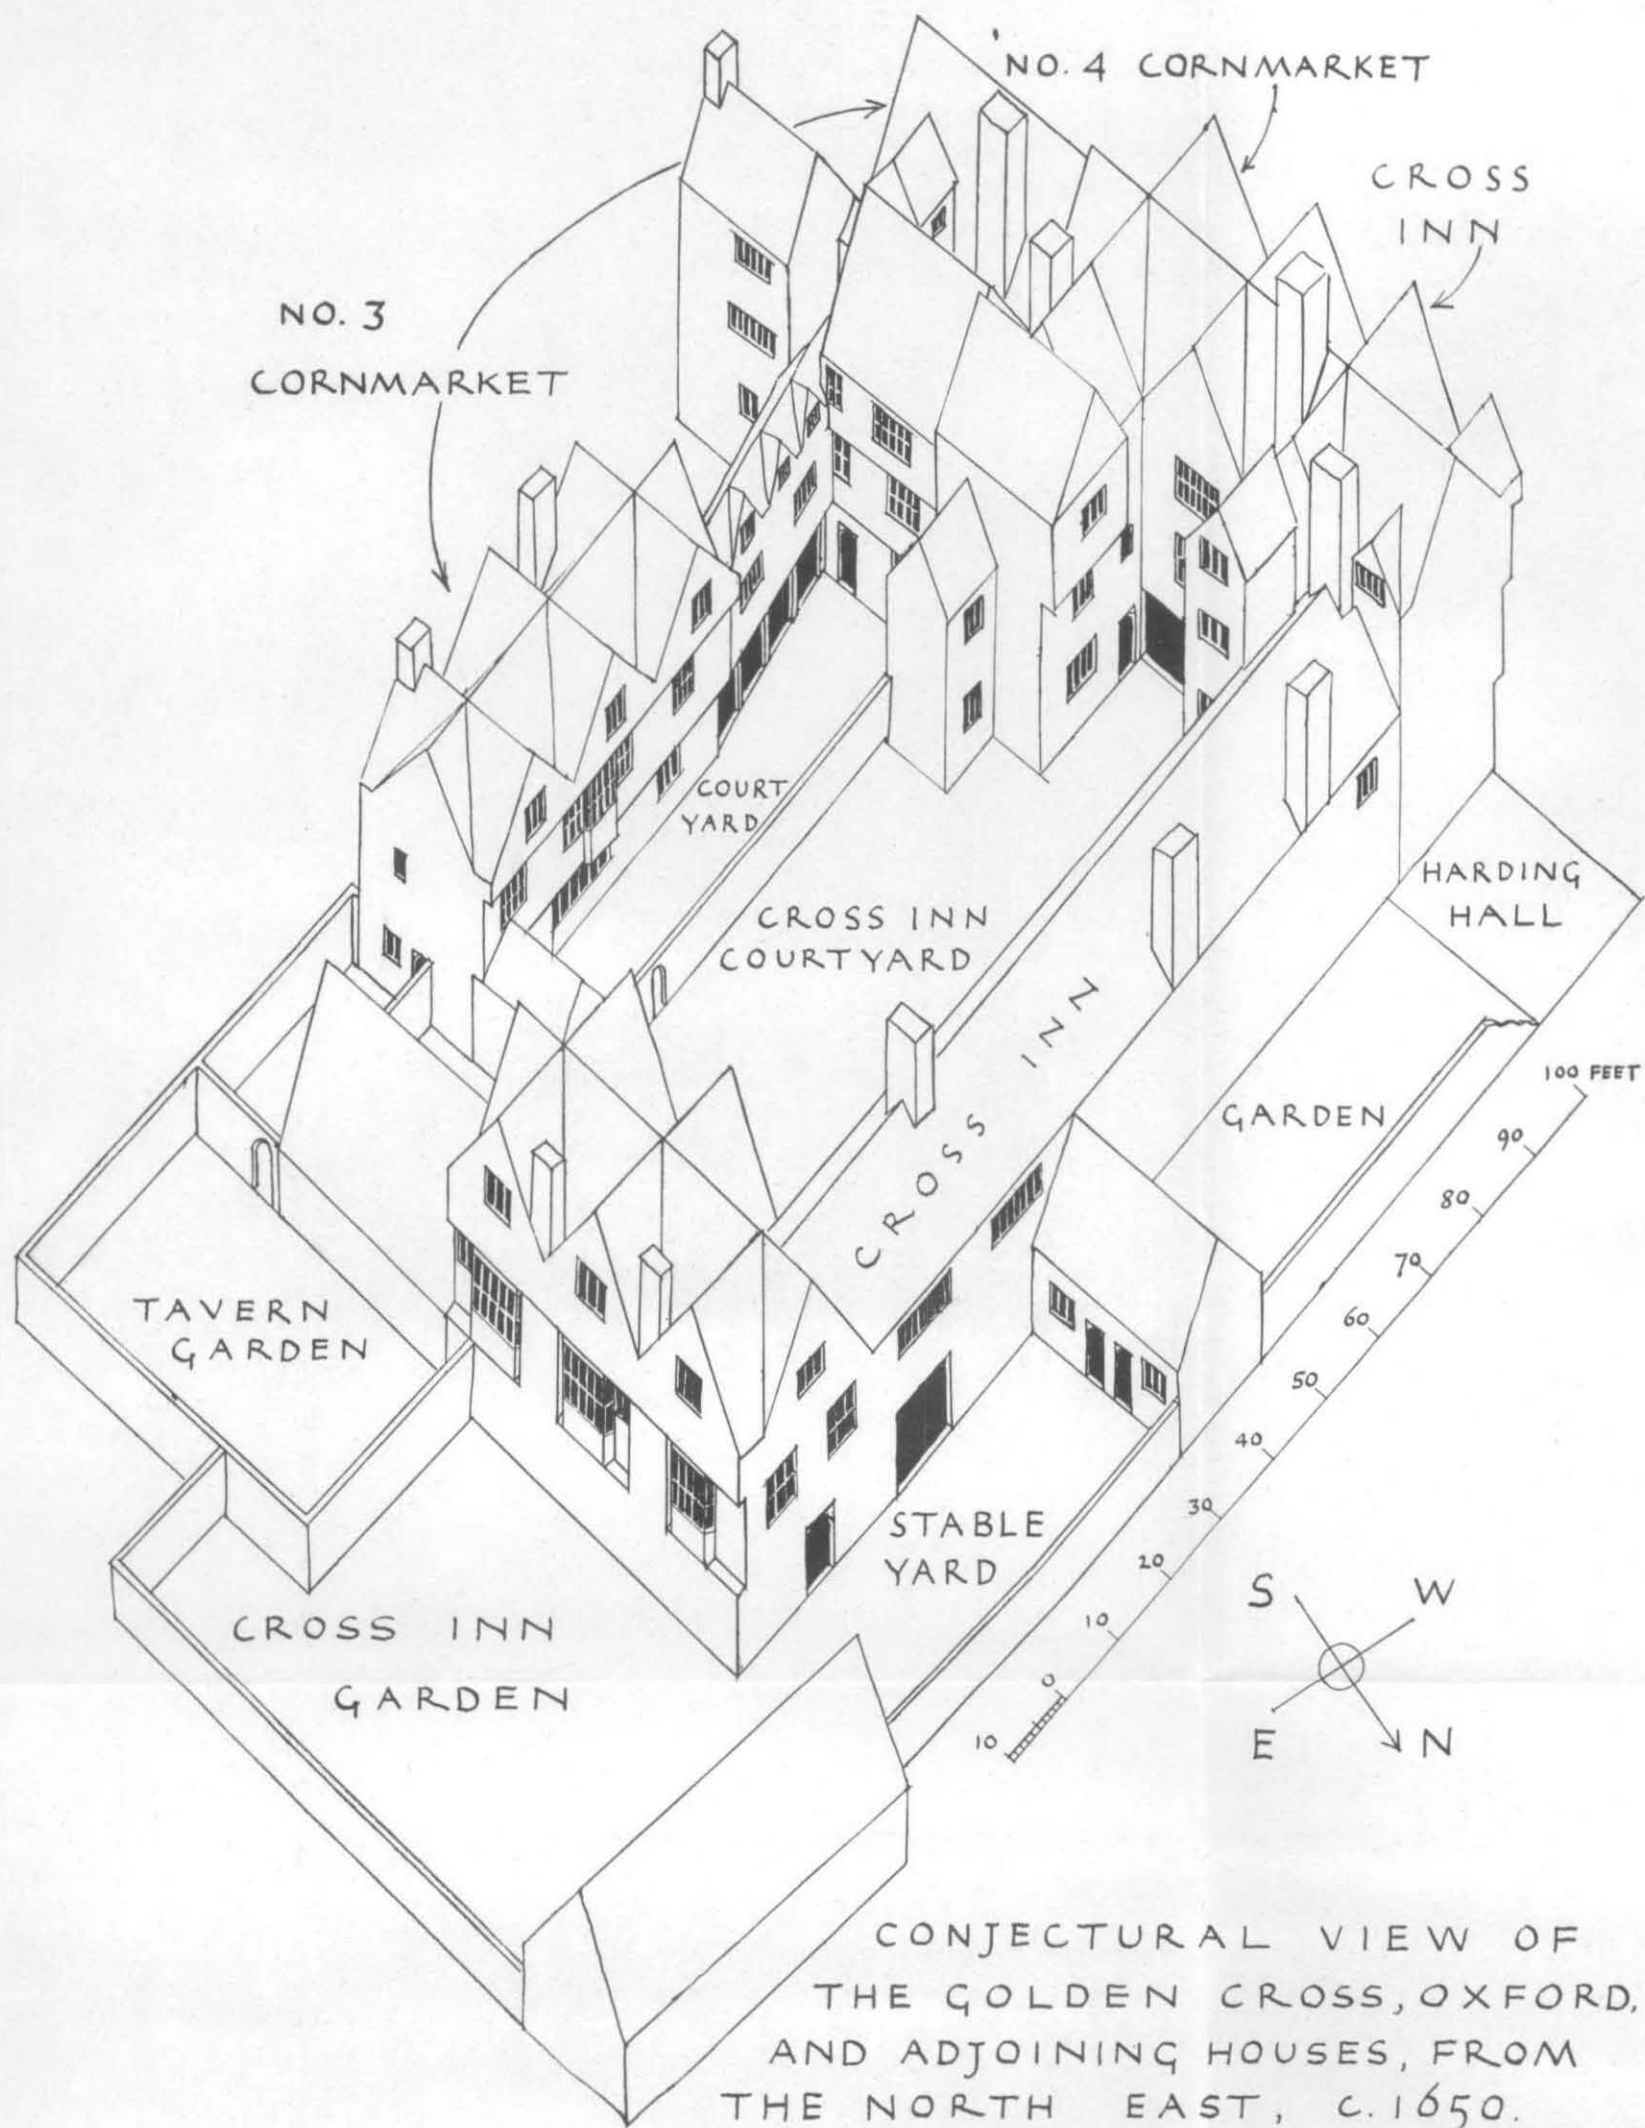 NO. 4 CORNMARKET
CROSS
INN
NO. 3
CORNMARKET
COURT
YARD
CROSS INN
COURTYARD
HARDING
HALL
CROSS INN
GARDEN
100 FEET
90
80
70
60
50
40
30
20
10
0
10
TAVERN
GARDEN
STABLE
YARD
CROSS INN
GARDEN
S W
E N
CONJECTURAL VIEW OF
THE GOLDEN CROSS, OXFORD,
AND ADJOINING HOUSES, FROM
THE NORTH EAST, C. 1650.